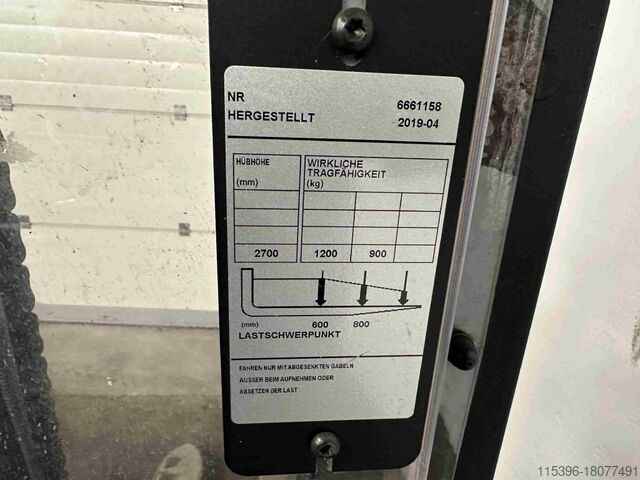 NR 6661158
HERGESTELLT 2019-04
HÜBHÖHE WIRKLICHE
TRAGFÄHIGKEIT
(mm) (kg)
2700 1200 900
(mm) 600 800
LASTSCHWERPUNKT
FAHREN NUR MIT ABGESENKTEN GABELN
AUSSER BEIM AUFNEHMEN ODER
ABSETZEN DER LAST
115396-18077491